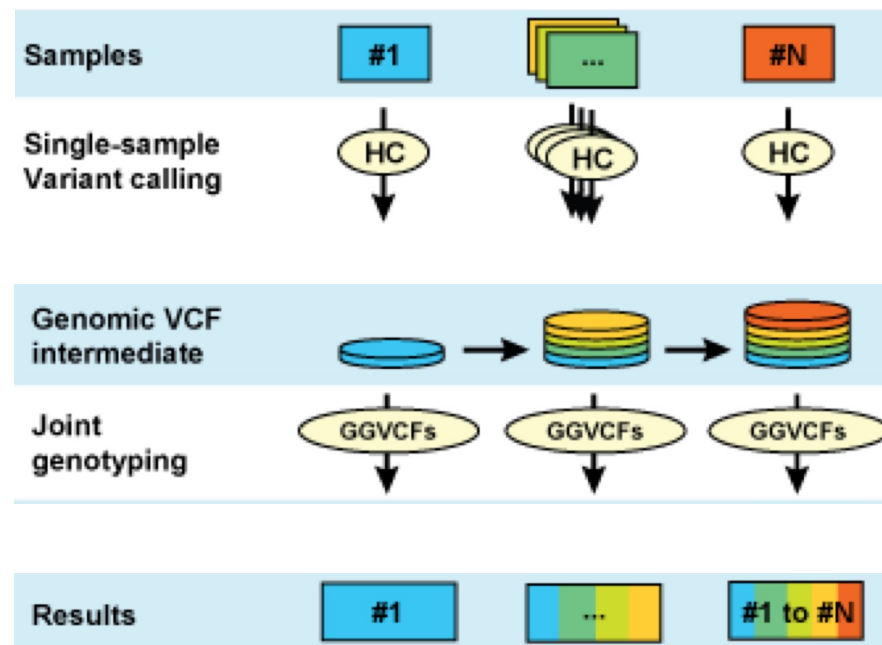 Samples
#1
...
#N
Single-sample
Variant calling
HC
HC
HC
Genomic VCF
intermediate
Joint
genotyping
GGVCFs
GGVCFs
GGVCFs
Results
#1
...
#1 to #N